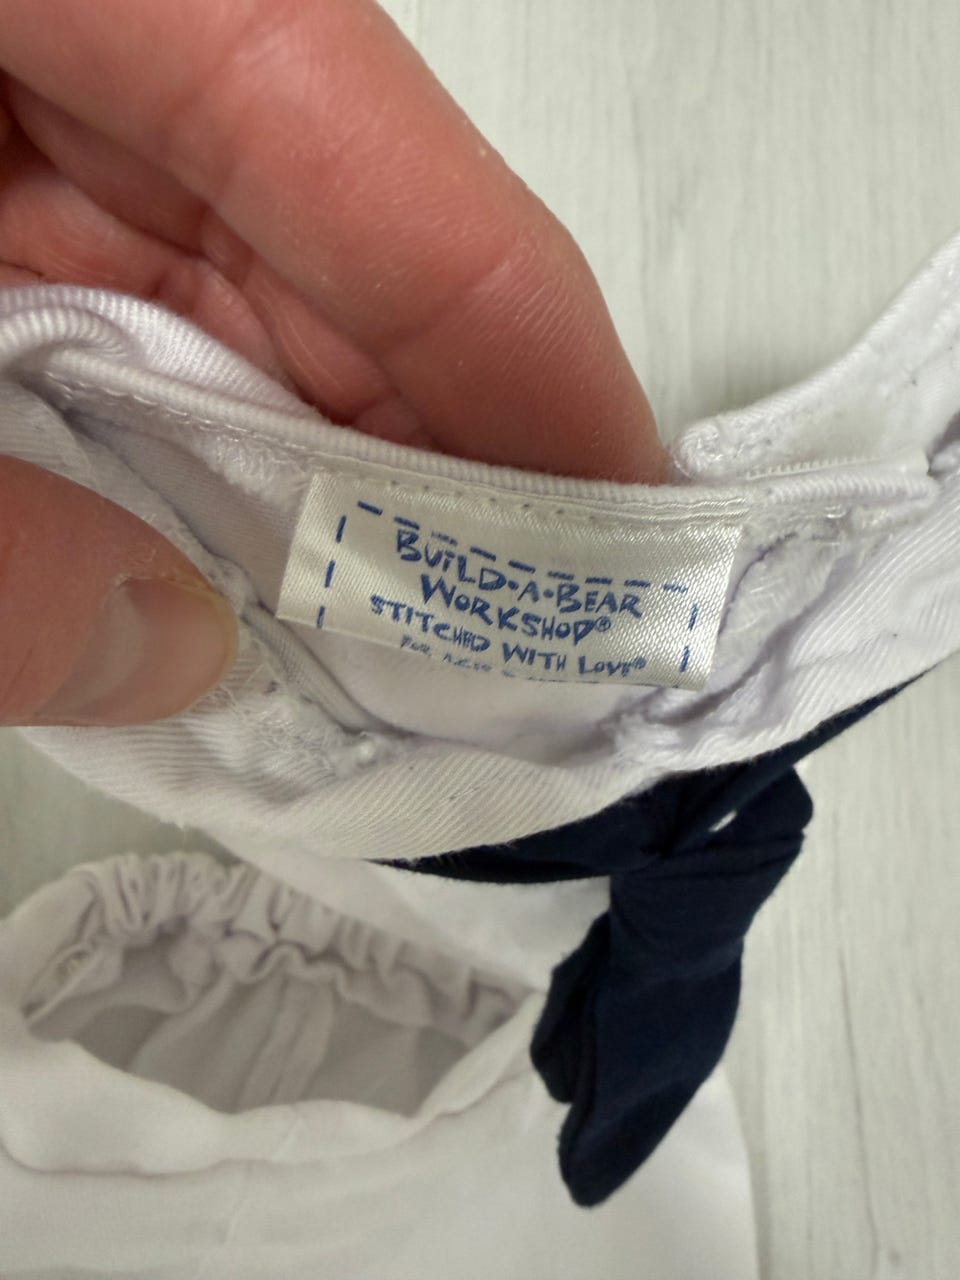 BUILD-A-BEAR
WORKSHOP®
STITCHED WITH LOVE®